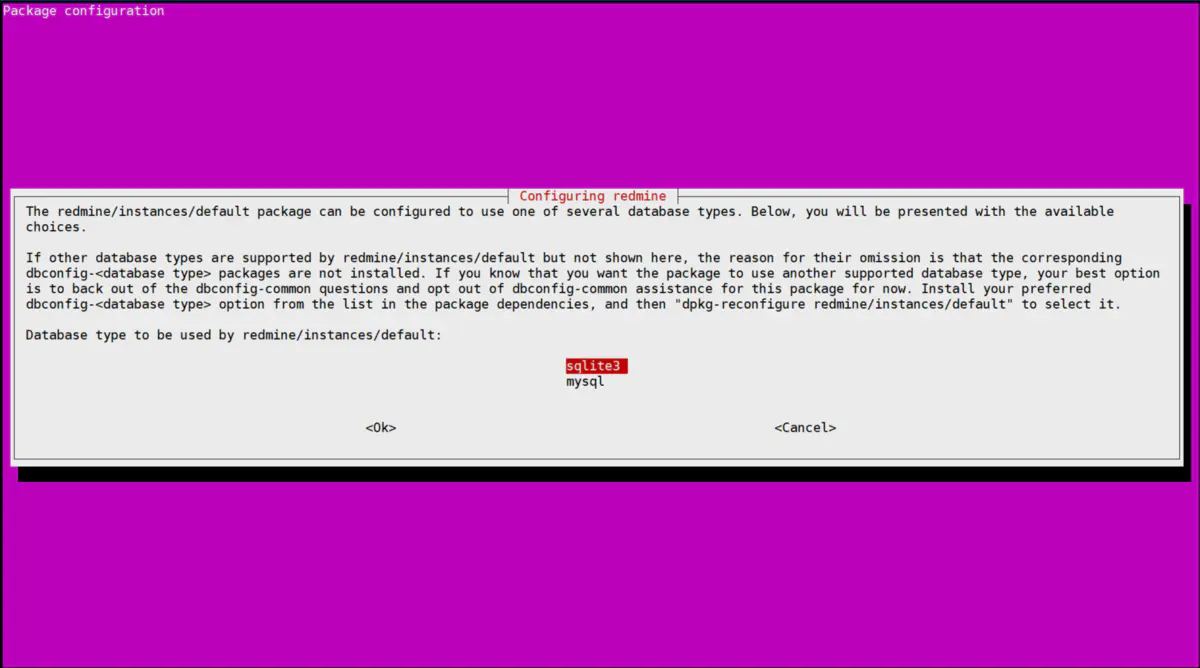 Package configuration
Configuring redmine
The redmine/instances/default package can be configured to use one of several database types. Below, you will be presented with the available
choices.
If other database types are supported by redmine/instances/default but not shown here, the reason for their omission is that the corresponding
dbconfig-<database type> packages are not installed. If you know that you want the package to use another supported database type, your best option
is to back out of the dbconfig-common questions and opt out of dbconfig-common assistance for this package for now. Install your preferred
dbconfig-<database type> option from the list in the package dependencies, and then "dpkg-reconfigure redmine/instances/default" to select it.
Database type to be used by redmine/instances/default:
sqlite3
mysql
<Ok> <Cancel>